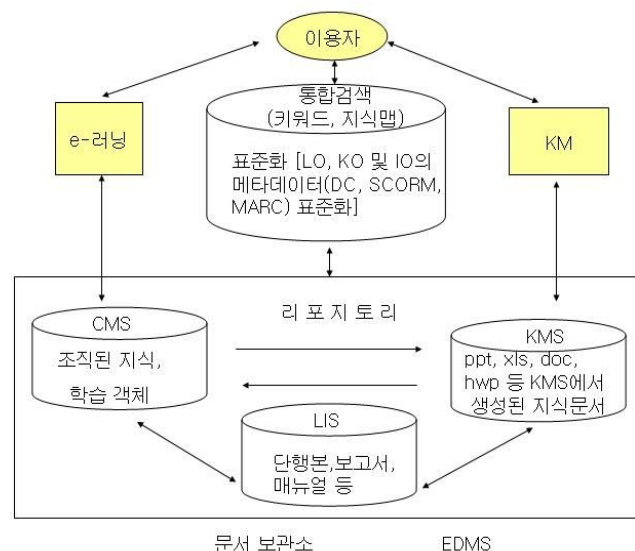 이용자
통합검색
(키워드, 지식맵)
e-러닝
KM
표준화 [LO, KO 및 IO의
메타데이터(DC, SCORM,
MARC) 표준화]
리 포 지 토 리
CMS
조직된 지식,
학습 객체
KMS
ppt, xls, doc,
hwp 등 KMS에서
생성된 지식문서
LIS
단행본,보고서,
매뉴얼 등
문서 보관소
EDMS